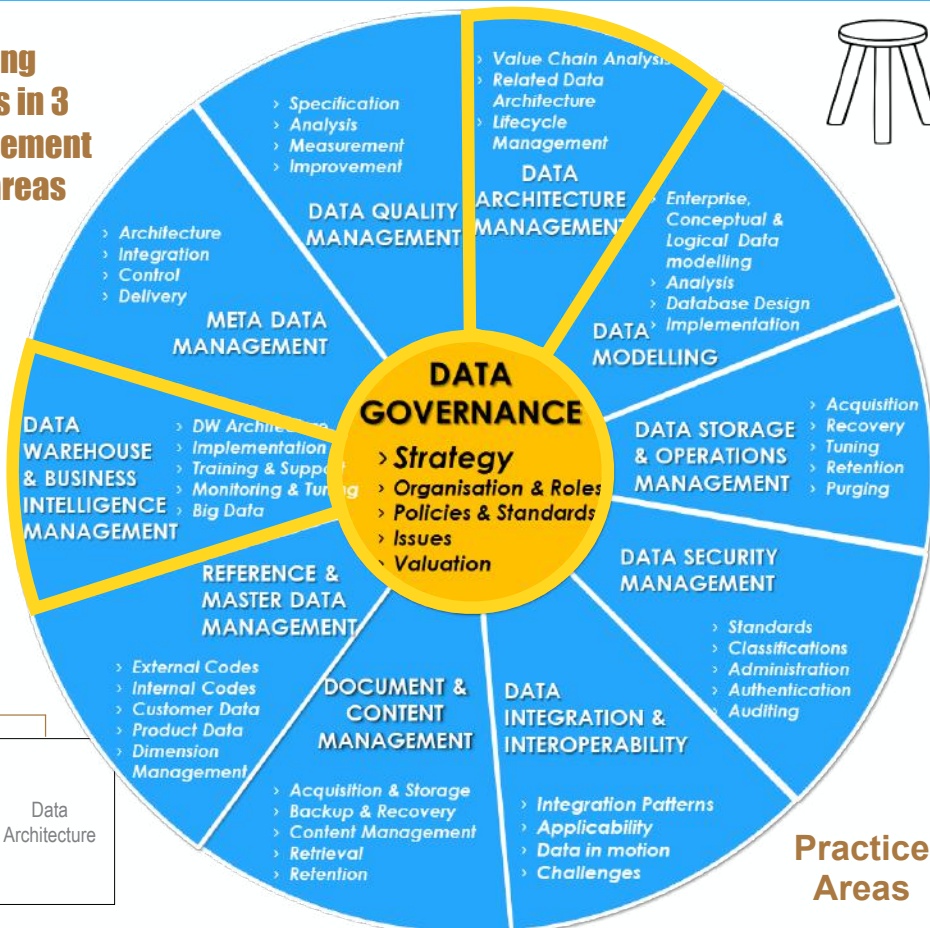 ng
s in 3
ement
reas
› Value Chain Analysis
› Related Data
Architecture
› Lifecycle
Management
DATA
ARCHITECTURE
MANAGEMENT
› Enterprise,
Conceptual &
Logical Data
modelling
› Analysis
› Database Design
› Implementation
DATA
MODELLING
› Acquisition
› Recovery
› Tuning
› Retention
› Purging
DATA STORAGE
& OPERATIONS
MANAGEMENT
DATA SECURITY
MANAGEMENT
› Standards
› Classifications
› Administration
› Authentication
› Auditing
DATA
INTEGRATION &
INTEROPERABILITY
› Integration Patterns
› Applicability
› Data in motion
› Challenges
DOCUMENT &
CONTENT
MANAGEMENT
› Acquisition & Storage
› Backup & Recovery
› Content Management
› Retrieval
› Retention
REFERENCE &
MASTER DATA
MANAGEMENT
› External Codes
› Internal Codes
› Customer Data
› Product Data
› Dimension
Management
DATA
WAREHOUSE
& BUSINESS
INTELLIGENCE
MANAGEMENT
› DW Architecture
› Implementation
› Training & Support
› Monitoring & Tuning
› Big Data
META DATA
MANAGEMENT
› Architecture
› Integration
› Control
› Delivery
› Specification
› Analysis
› Measurement
› Improvement
DATA QUALITY
MANAGEMENT
DATA
GOVERNANCE
› Strategy
› Organisation & Roles
› Policies & Standards
› Issues
› Valuation
Data
Architecture
Practice
Areas